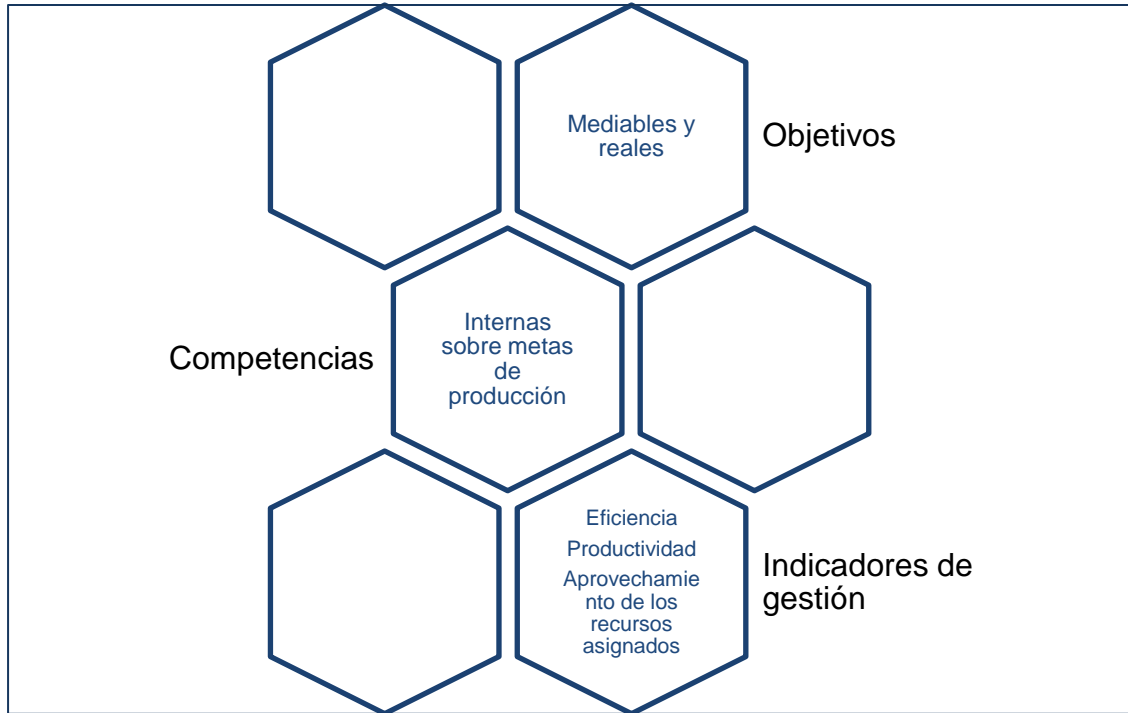 Mediables y
reales
Objetivos
Competencias
Internas
sobre metas
de
producción
Eficiencia
Productividad
Aprovechamie
nto de los
recursos
asignados
Indicadores de
gestión